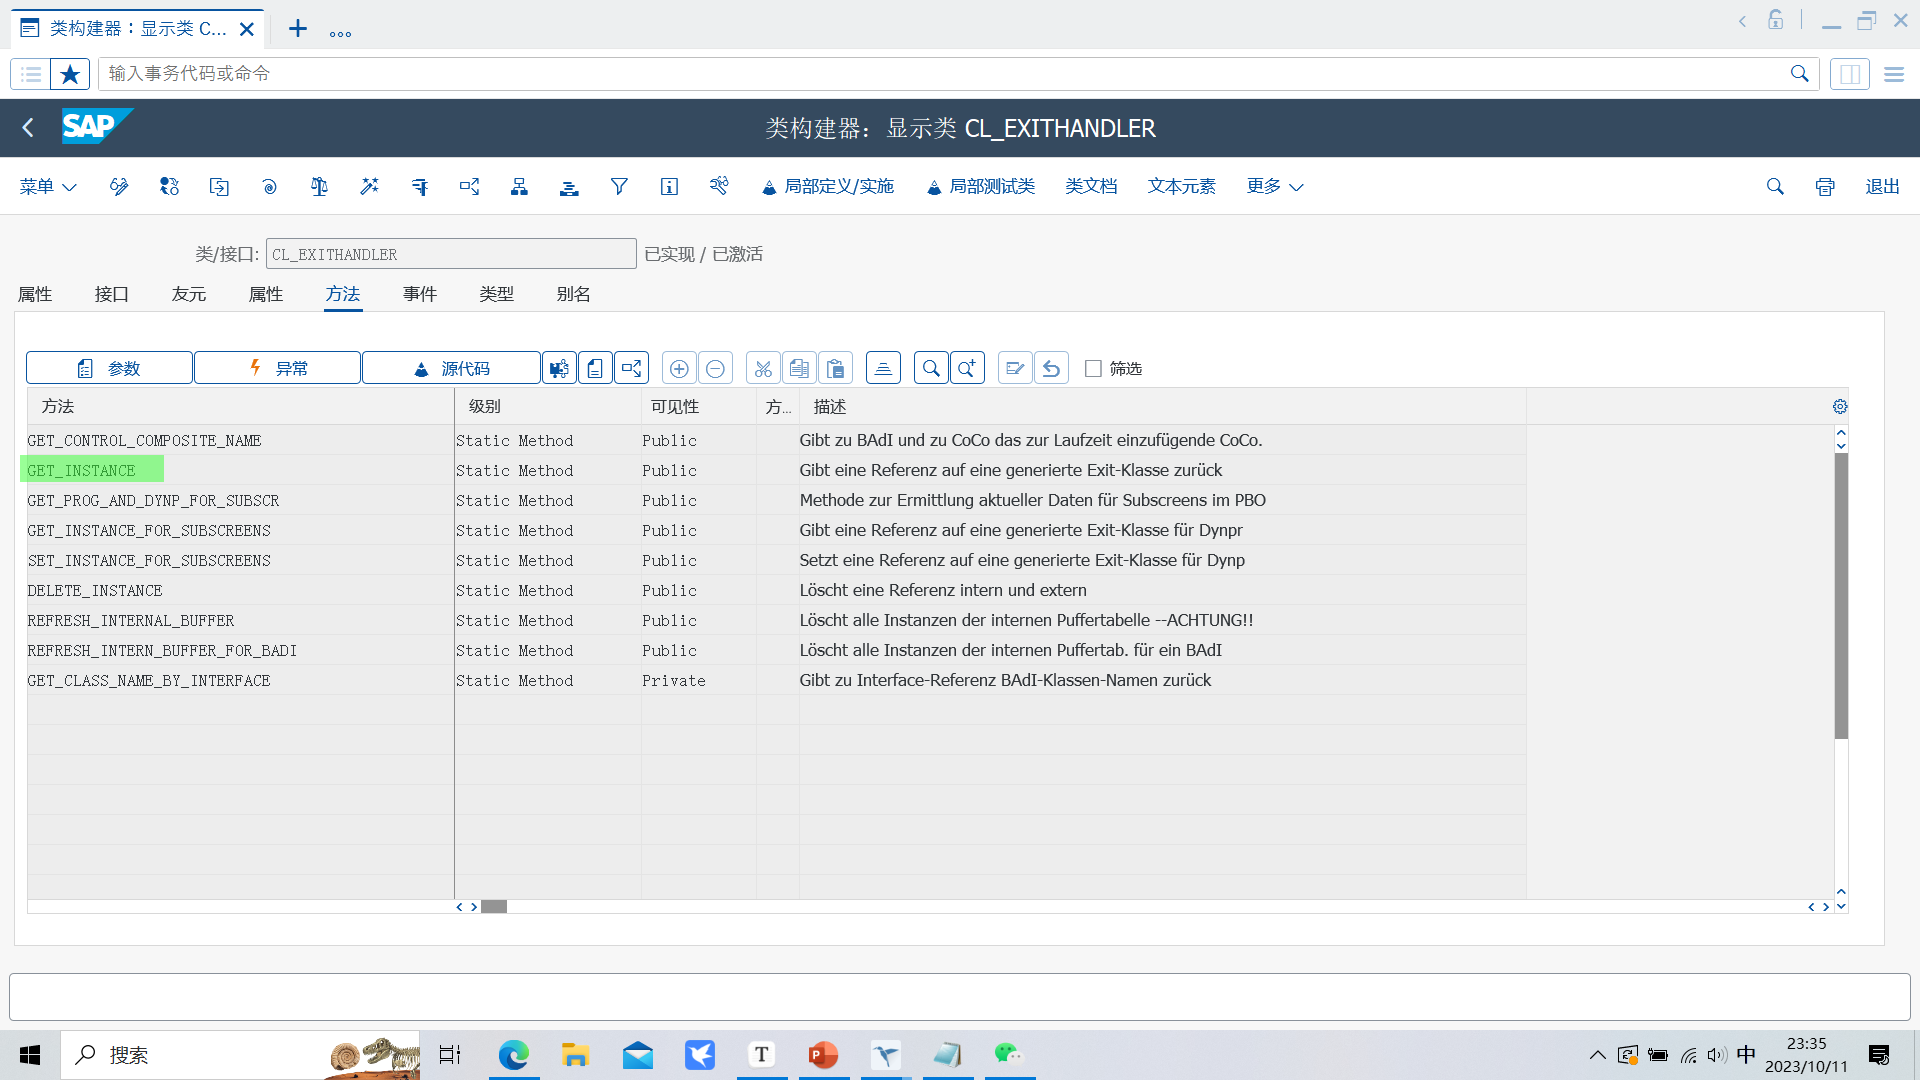 类构建器：显示类 C...
输入事务代码或命令
SAP
类构建器：显示类 CL_EXITHANDLER
菜单
局部定义/实施
局部测试类
类文档
文本元素
更多
退出
类/接口: CL_EXITHANDLER 已实现 / 已激活
属性 接口 友元 属性 方法 事件 类型 别名
参数 异常 源代码 筛选
方法 级别 可见性 方... 描述
GET_CONTROL_COMPOSITE_NAME Static Method Public Gibt zu BAdI und zu CoCo das zur Laufzeit einzufügende CoCo.
GET_INSTANCE Static Method Public Gibt eine Referenz auf eine generierte Exit-Klasse zurück
GET_PROG_AND_DYNP_FOR_SUBSCR Static Method Public Methode zur Ermittlung aktueller Daten für Subscreens im PBO
GET_INSTANCE_FOR_SUBSCREENS Static Method Public Gibt eine Referenz auf eine generierte Exit-Klasse für Dynpr
SET_INSTANCE_FOR_SUBSCREENS Static Method Public Setzt eine Referenz auf eine generierte Exit-Klasse für Dynp
DELETE_INSTANCE Static Method Public Löscht eine Referenz intern und extern
REFRESH_INTERNAL_BUFFER Static Method Public Löscht alle Instanzen der internen Puffertabelle --ACHTUNG!!
REFRESH_INTERN_BUFFER_FOR_BADI Static Method Public Löscht alle Instanzen der internen Puffertab. für ein BAdI
GET_CLASS_NAME_BY_INTERFACE Static Method Private Gibt zu Interface-Referenz BAdI-Klassen-Namen zurück
搜索
T
P
中
23:35
2023/10/11